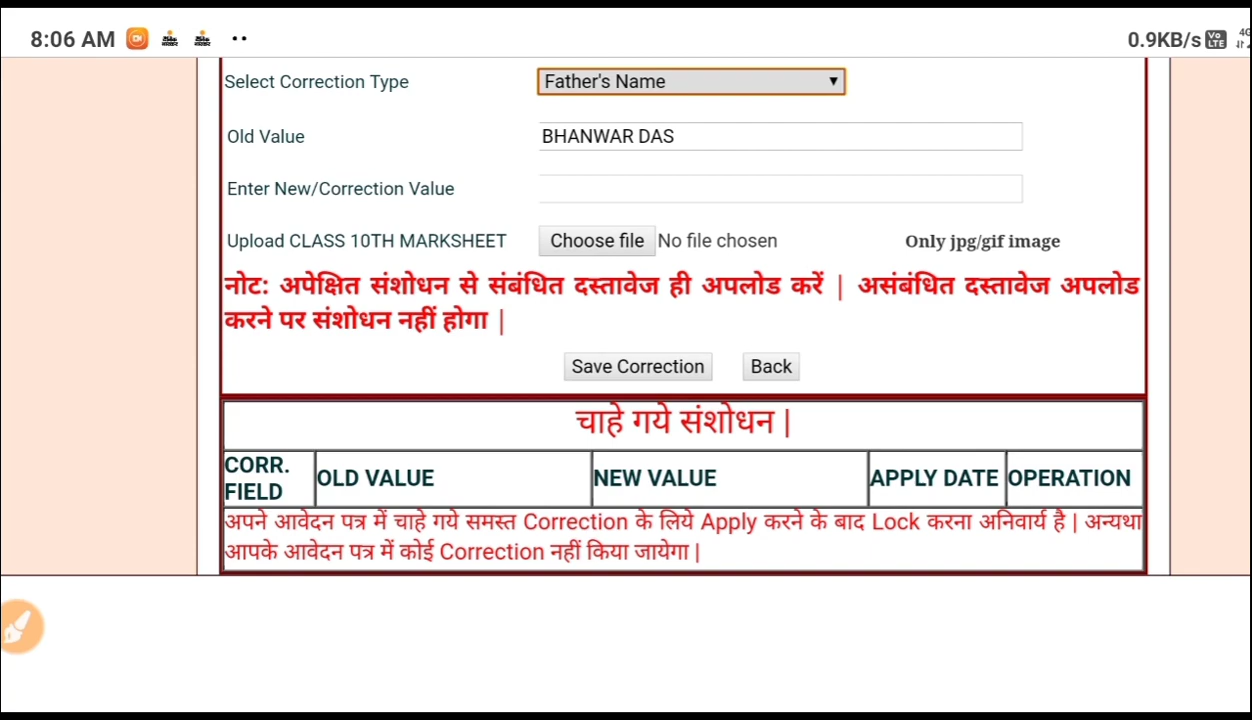 8:06 AM
0.9KB/s Vo LTE 4G
Select Correction Type Father's Name
Old Value BHANWAR DAS
Enter New/Correction Value
Upload CLASS 10TH MARKSHEET Choose file No file chosen Only jpg/gif image
नोट: अपेक्षित संशोधन से संबंधित दस्तावेज ही अपलोड करें | असंबंधित दस्तावेज अपलोड
करने पर संशोधन नहीं होगा |
Save Correction Back
चाहे गये संशोधन |
CORR. FIELD OLD VALUE NEW VALUE APPLY DATE OPERATION
अपने आवेदन पत्र में चाहे गये समस्त Correction के लिये Apply करने के बाद Lock करना अनिवार्य है | अन्यथा
आपके आवेदन पत्र में कोई Correction नहीं किया जायेगा |